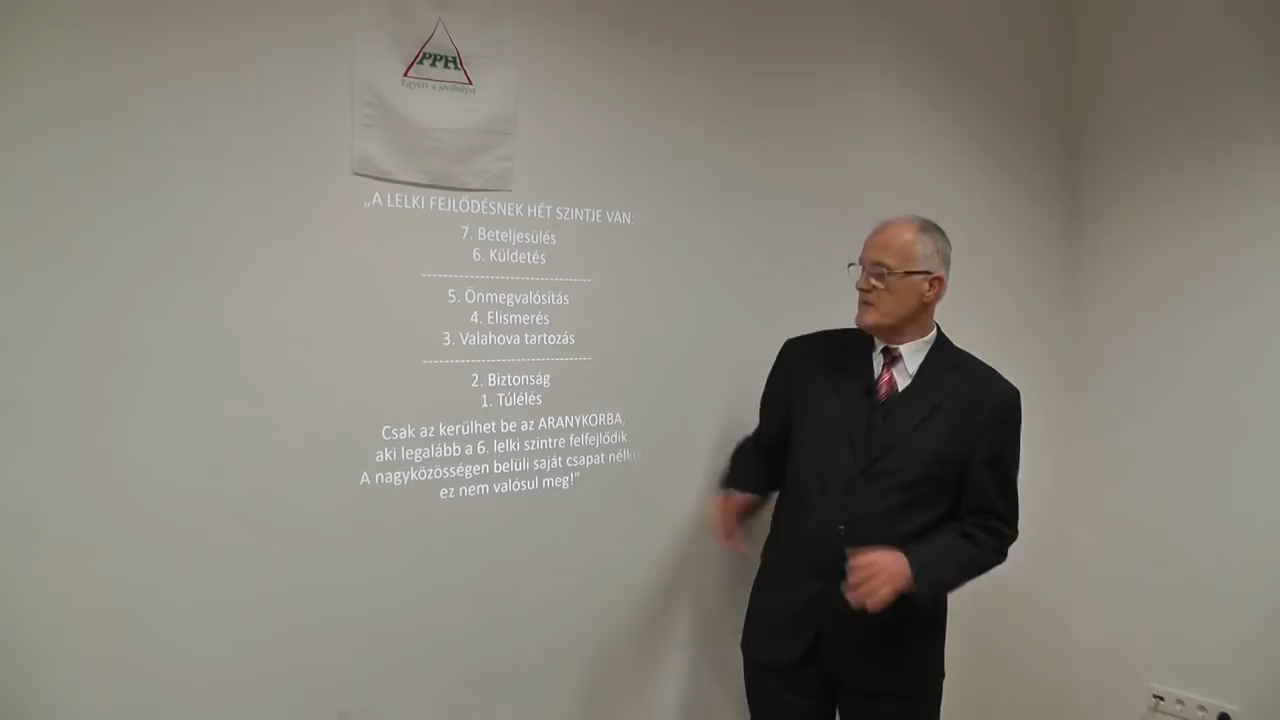 PPH
Együtt a jövőnkért
„A LELKI FEJLŐDÉSNEK HÉT SZINTJE VAN:
7. Beteljesülés
6. Küldetés
------------------------------
5. Önmegvalósítás
4. Elismerés
3. Valahova tartozás
------------------------------
2. Biztonság
1. Túlélés
Csak az kerülhet be az ARANYKORBA,
aki legalább a 6. lelki szintre felfejlődik.
A nagyközösségen belüli saját csapat
ez nem valósul meg!”